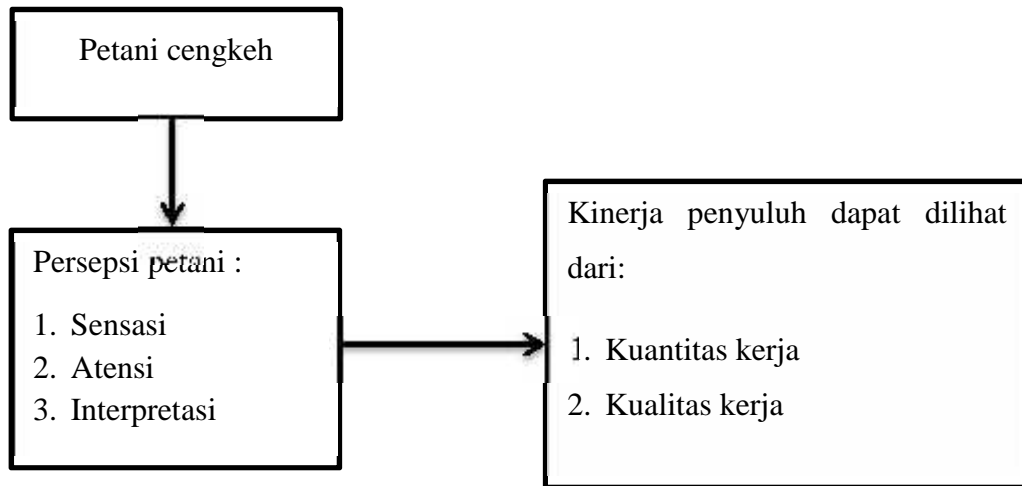 Petani cengkeh
Persepsi petani :
1. Sensasi
2. Atensi
3. Interpretasi
Kinerja penyuluh dapat dilihat
dari:
1. Kuantitas kerja
2. Kualitas kerja